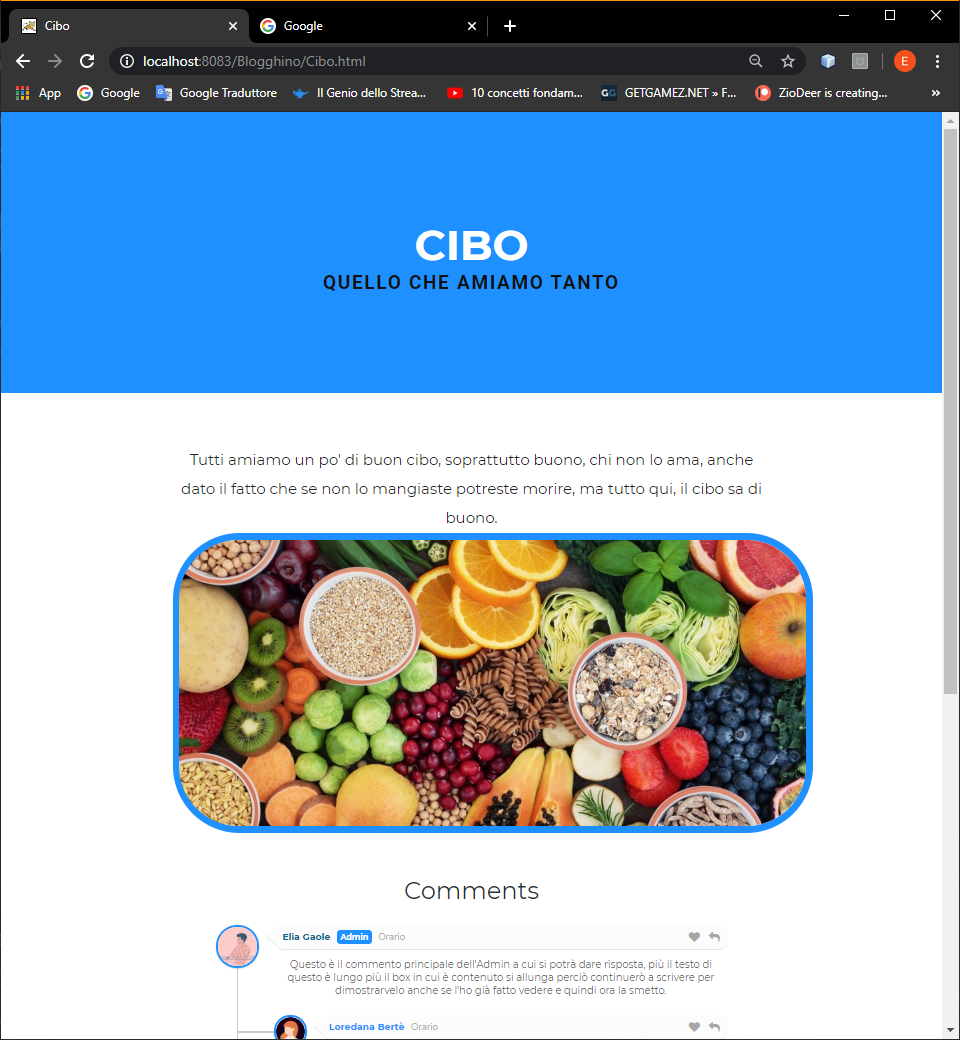 Cibo
Google
localhost:8083/Blogghino/Cibo.html
E
App
Google
Google Traduttore
Il Genio dello Strea...
10 concetti fondam...
GETGAMEZ.NET » F...
ZioDeer is creating...
»
CIBO
QUELLO CHE AMIAMO TANTO
Tutti amiamo un po' di buon cibo, soprattutto buono, chi non lo ama, anche
dato il fatto che se non lo mangiaste potreste morire, ma tutto qui, il cibo sa di
buono.
Comments
Elia Gaole Admin Orario
Questo è il commento principale dell'Admin a cui si potrà dare risposta, più il testo di
questo è lungo più il box in cui è contenuto si allunga perciò continuerò a scrivere per
dimostrarvelo anche se l'ho già fatto vedere e quindi ora la smetto.
Loredana Bertè Orario